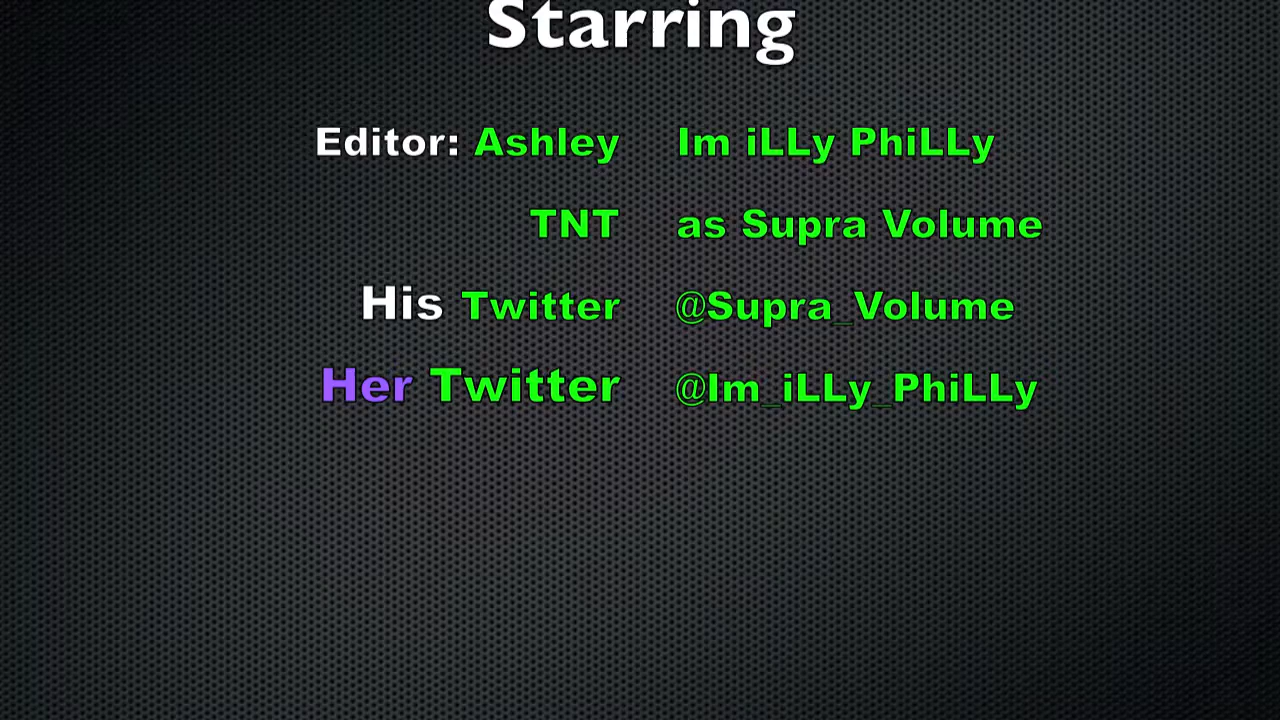 Starring
Editor: Ashley Im iLLy PhiLLy
TNT as Supra Volume
His Twitter @Supra_Volume
Her Twitter @Im_iLLy_PhiLLy